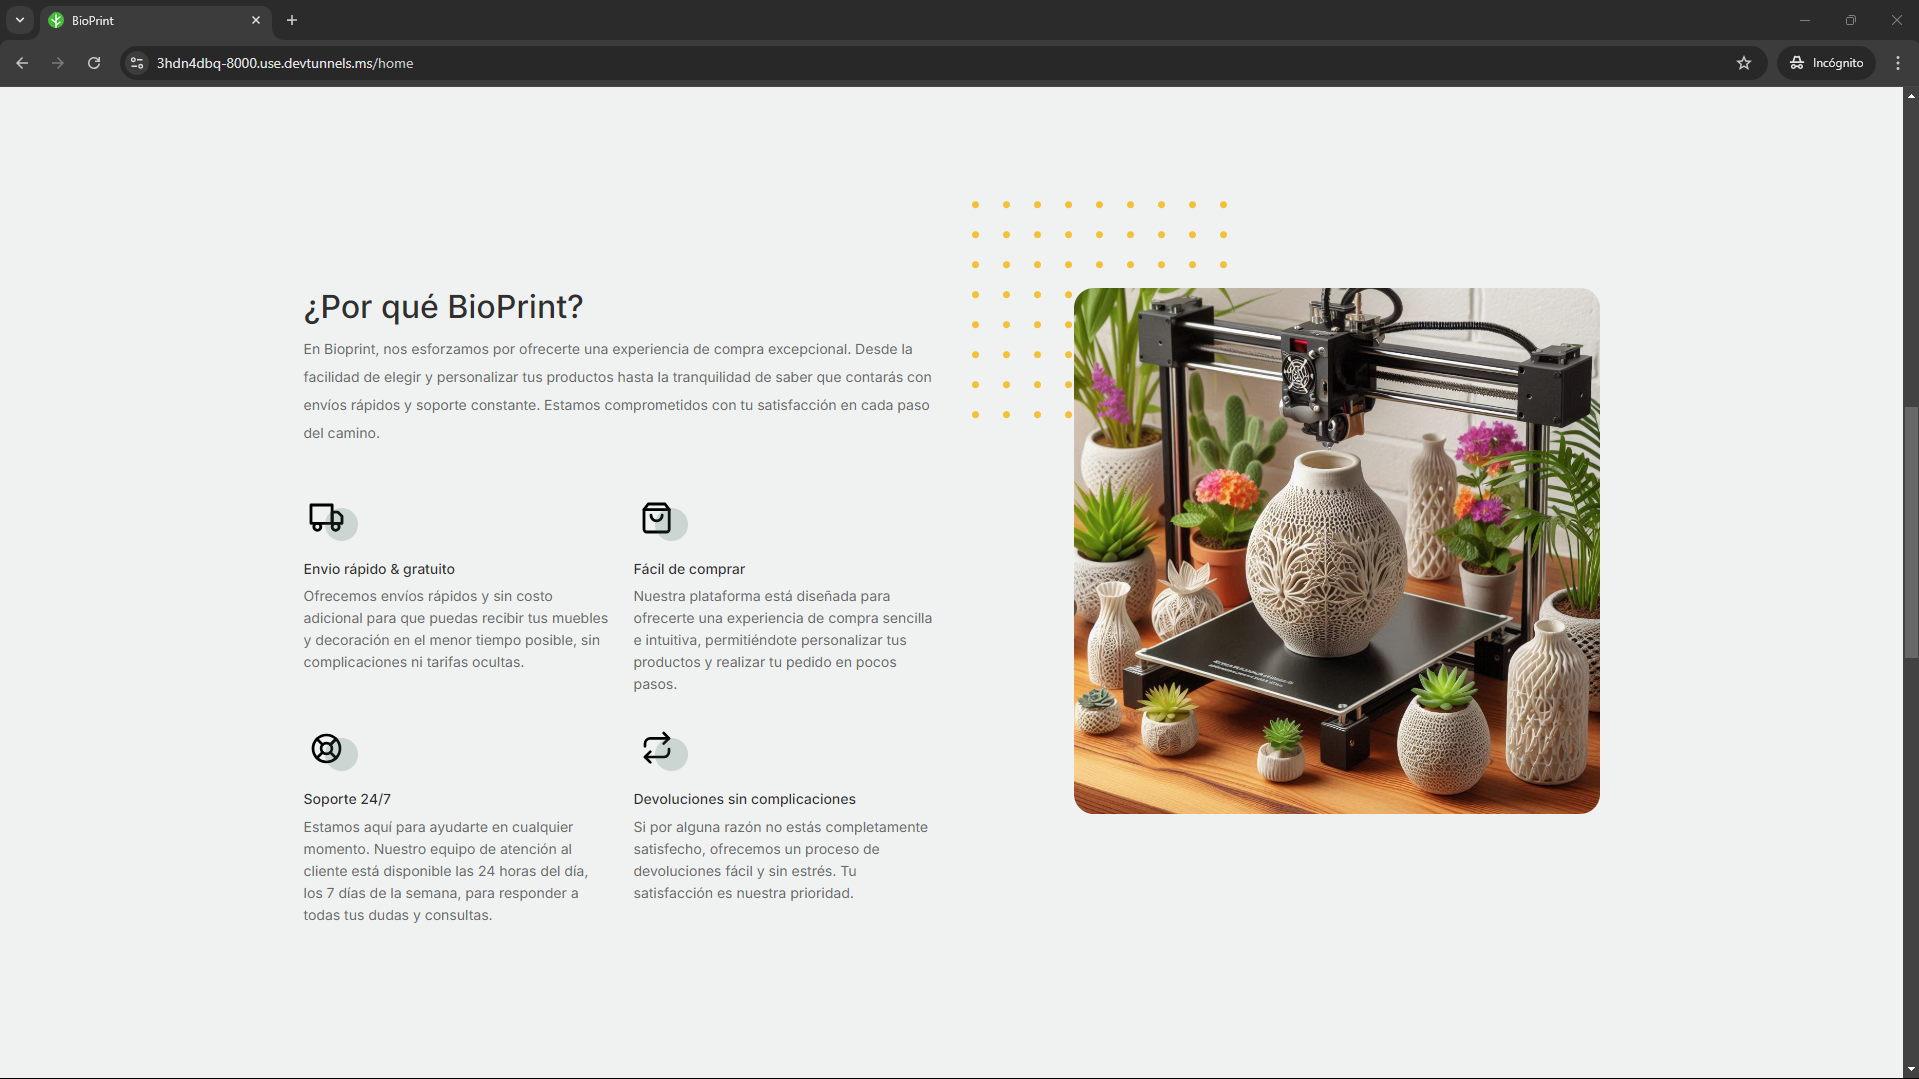 BioPrint
3hdn4dbq-8000.use.devtunnels.ms/home
Incógnito
¿Por qué BioPrint?
En Bioprint, nos esforzamos por ofrecerte una experiencia de compra excepcional. Desde la
facilidad de elegir y personalizar tus productos hasta la tranquilidad de saber que contarás con
envíos rápidos y soporte constante. Estamos comprometidos con tu satisfacción en cada paso
del camino.
Envio rápido & gratuito
Ofrecemos envíos rápidos y sin costo
adicional para que puedas recibir tus muebles
y decoración en el menor tiempo posible, sin
complicaciones ni tarifas ocultas.
Fácil de comprar
Nuestra plataforma está diseñada para
ofrecerte una experiencia de compra sencilla
e intuitiva, permitiéndote personalizar tus
productos y realizar tu pedido en pocos
pasos.
Soporte 24/7
Estamos aquí para ayudarte en cualquier
momento. Nuestro equipo de atención al
cliente está disponible las 24 horas del día,
los 7 días de la semana, para responder a
todas tus dudas y consultas.
Devoluciones sin complicaciones
Si por alguna razón no estás completamente
satisfecho, ofrecemos un proceso de
devoluciones fácil y sin estrés. Tu
satisfacción es nuestra prioridad.